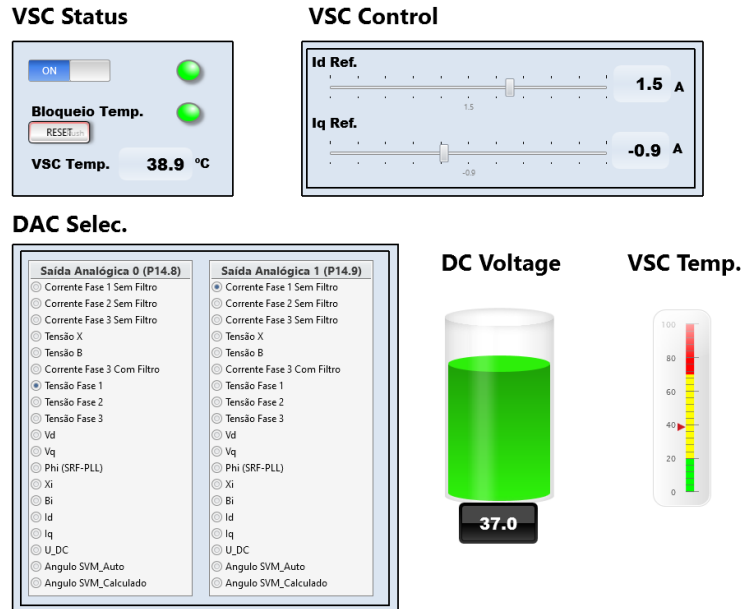 VSC Status
ON
Bloqueio Temp.
RESET
VSC Temp. 38.9 ºC
VSC Control
Id Ref.
1.5 A
1.5
Iq Ref.
-0.9 A
-0.9
DAC Selec.
Saída Analógica 0 (P14.8)
Corrente Fase 1 Sem Filtro
Corrente Fase 2 Sem Filtro
Corrente Fase 3 Sem Filtro
Tensão X
Tensão B
Corrente Fase 3 Com Filtro
Tensão Fase 1
Tensão Fase 2
Tensão Fase 3
Vd
Vq
Phi (SRF-PLL)
Xi
Bi
Id
Iq
U_DC
Angulo SVM_Auto
Angulo SVM_Calculado
Saída Analógica 1 (P14.9)
Corrente Fase 1 Sem Filtro
Corrente Fase 2 Sem Filtro
Corrente Fase 3 Sem Filtro
Tensão X
Tensão B
Corrente Fase 3 Com Filtro
Tensão Fase 1
Tensão Fase 2
Tensão Fase 3
Vd
Vq
Phi (SRF-PLL)
Xi
Bi
Id
Iq
U_DC
Angulo SVM_Auto
Angulo SVM_Calculado
DC Voltage
37.0
VSC Temp.
100
80
60
40
20
0